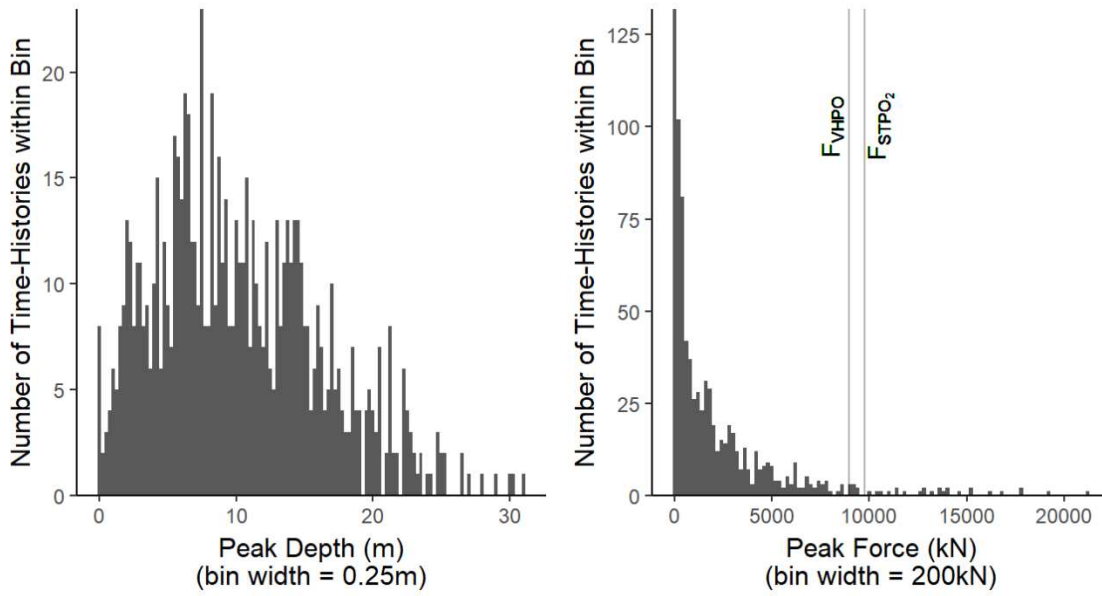 Number of Time-Histories within Bin
20
15
10
5
0
0 10 20 30
Peak Depth (m)
(bin width = 0.25m)
Number of Time-Histories within Bin
125
100
75
50
25
0
F_VHPO
F_STPO₂
0 5000 10000 15000 20000
Peak Force (kN)
(bin width = 200kN)